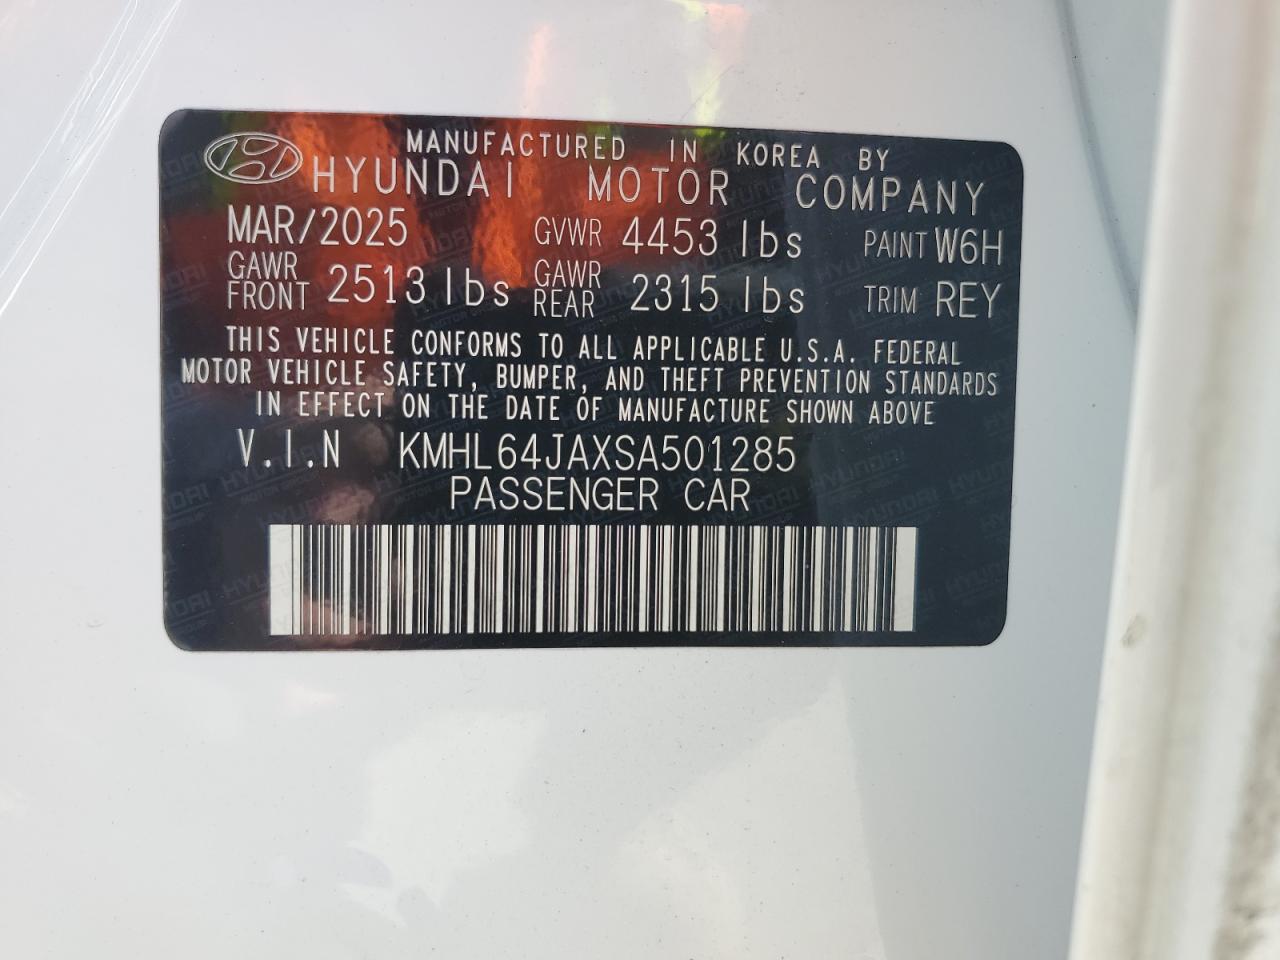 MANUFACTURED IN KOREA BY
HYUNDAI MOTOR COMPANY
MAR/2025 GVWR 4453 lbs PAINT W6H
GAWR FRONT 2513 lbs GAWR REAR 2315 lbs TRIM REY
THIS VEHICLE CONFORMS TO ALL APPLICABLE U.S.A. FEDERAL
MOTOR VEHICLE SAFETY, BUMPER, AND THEFT PREVENTION STANDARDS
IN EFFECT ON THE DATE OF MANUFACTURE SHOWN ABOVE
V.I.N KMHL64JAXSA501285
PASSENGER CAR